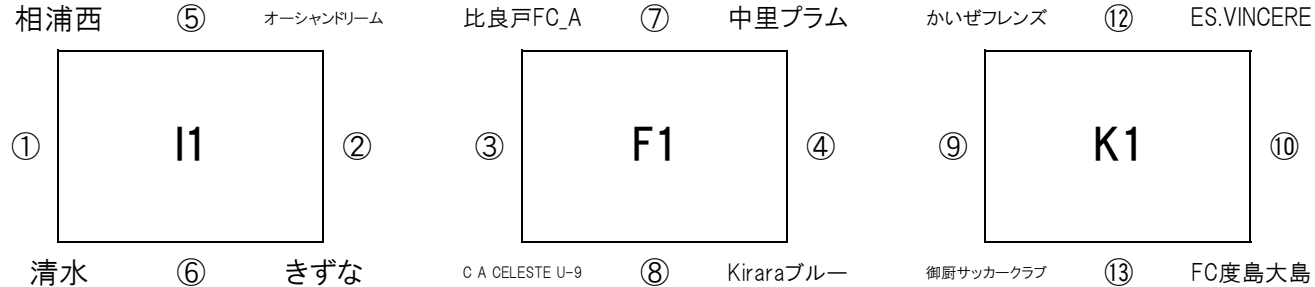 相浦西 ⑤ オーシャンドリーム 比良戸FC_A ⑦ 中里プラム かいぜフレンズ ⑫ ES.VINCERE
① I1 ② ③ F1 ④ ⑨ K1 ⑩
清水 ⑥ きずな C A CELESTE U-9 ⑧ Kiraraブルー 御厨サッカークラブ ⑬ FC度島大島